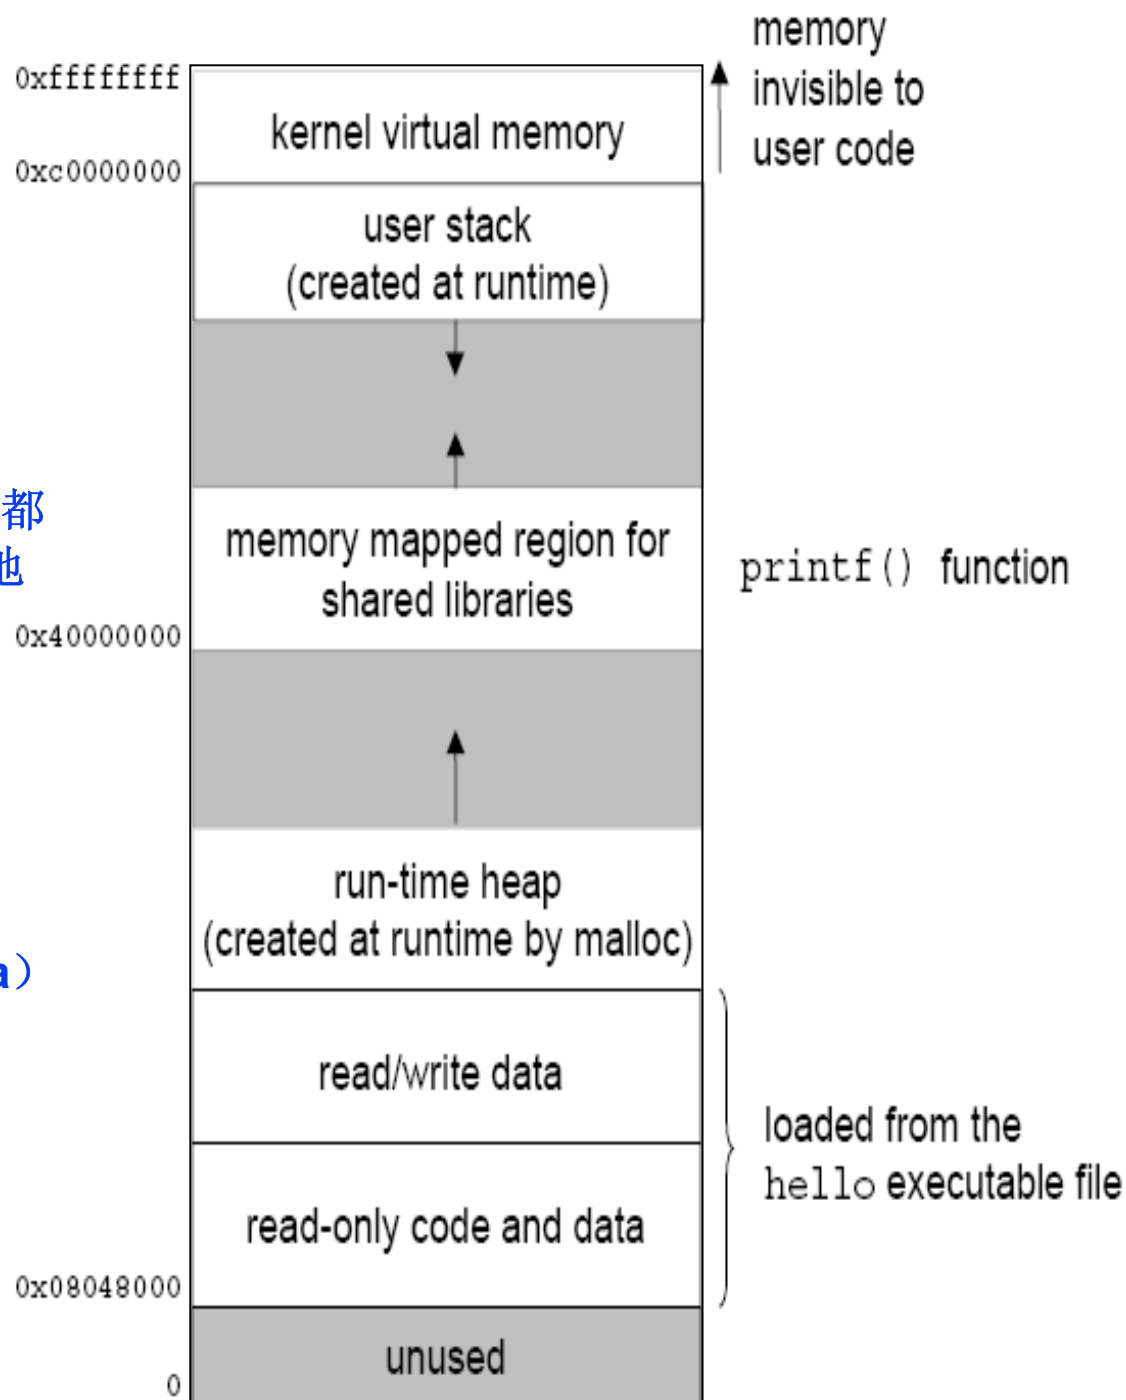 memory
invisible to
user code
0xffffffff
kernel virtual memory
0xc0000000
user stack
(created at runtime)
都
memory mapped region for
shared libraries
printf() function
0x40000000
run-time heap
(created at runtime by malloc)
a）
read/write data
loaded from the
hello executable file
read-only code and data
0x08048000
unused
0